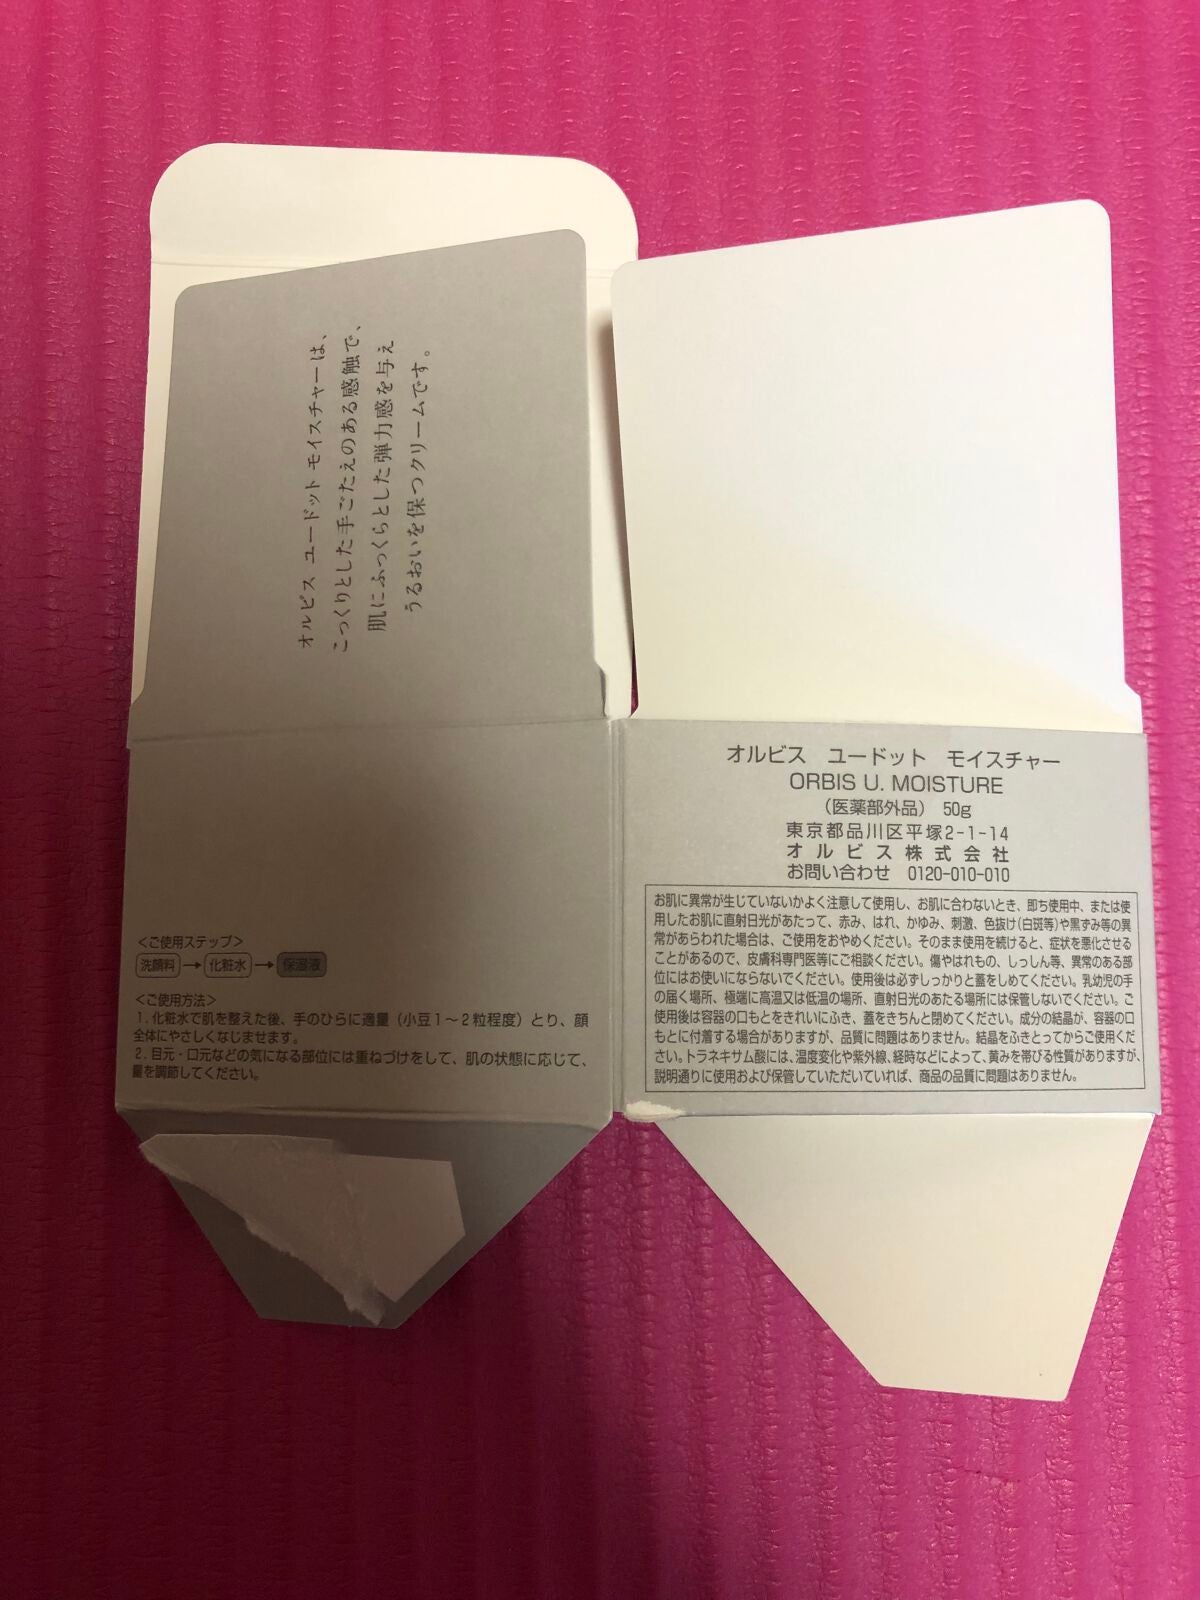 オルビス ユードット モイスチャーは、
こっくりとした手ごたえのある感触で、
肌にふっくらとした弾力感を与え
うるおいを保つクリームです。
<ご使用ステップ>
洗顔料→化粧水→保湿液
<ご使用方法>
1. 化粧水で肌を整えた後、手のひらに適量（小豆1～2粒程度）とり、顔
全体にやさしくなじませます。
2. 目元・口元などの気になる部位には重ねづけをして、肌の状態に応じて、
量を調節してください。
オルビス ユードット モイスチャー
ORBIS U. MOISTURE
（医薬部外品） 50g
東京都品川区平塚2-1-14
オルビス株式会社
お問い合わせ 0120-010-010
お肌に異常が生じていないかよく注意して使用し、お肌に合わないとき、即ち使用中、または使
用したお肌に直射日光があたって、赤み、はれ、かゆみ、刺激、色抜け(白斑等)や黒ずみ等の異
常があらわれた場合は、ご使用をおやめください。そのまま使用を続けると、症状を悪化させる
ことがあるので、皮膚科専門医等にご相談ください。傷やはれもの、しっしん等、異常のある部
位にはお使いにならないでください。使用後は必ずしっかりと蓋をしめてください。乳幼児の手
の届く場所、極端に高温又は低温の場所、直射日光のあたる場所には保管しないでください。ご
使用後は容器の口もとをきれいにふき、蓋をきちんと閉めてください。成分の結晶が、容器の口
もとに付着する場合がありますが、品質に問題はありません。結晶をふきとってからご使用くだ
さい。トラネキサム酸には、温度変化や紫外線、経時などによって、黄みを帯びる性質がありますが、
説明通りに使用および保管していただいていれば、商品の品質に問題はありません。